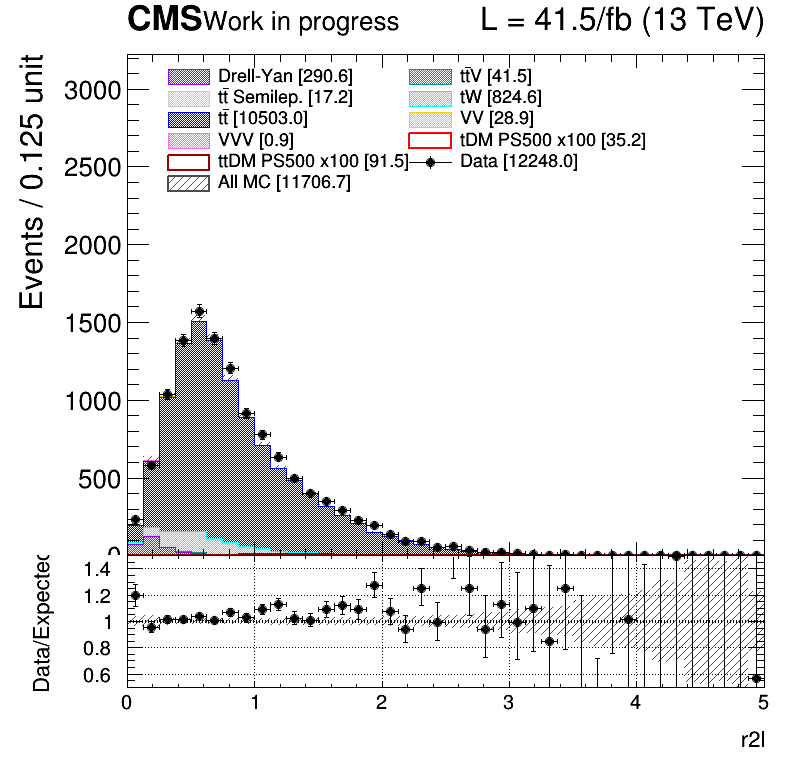 CMS Work in progress L = 41.5/fb (13 TeV)
Events / 0.125 unit
3000
2500
2000
1500
1000
500
0
Drell-Yan [290.6]
tt̄ Semilep. [17.2]
tt̄ [10503.0]
VVV [0.9]
ttDM PS500 x100 [91.5]
All MC [11706.7]
tt̄V [41.5]
tW [824.6]
VV [28.9]
tDM PS500 x100 [35.2]
Data [12248.0]
Data/Expected
1.4
1.2
1
0.8
0.6
0 1 2 3 4 5
r2l